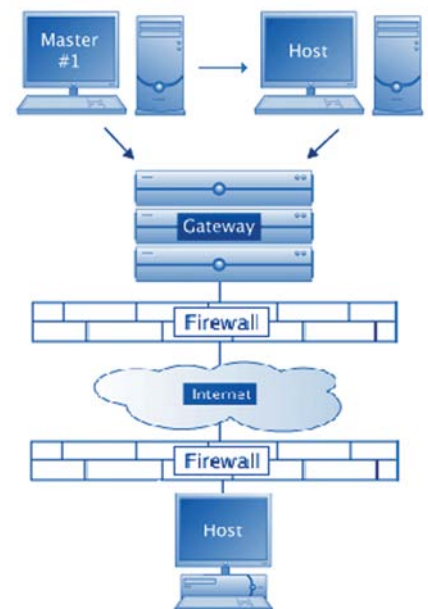 Master
#1
Host
Gateway
Firewall
Internet
Firewall
Host